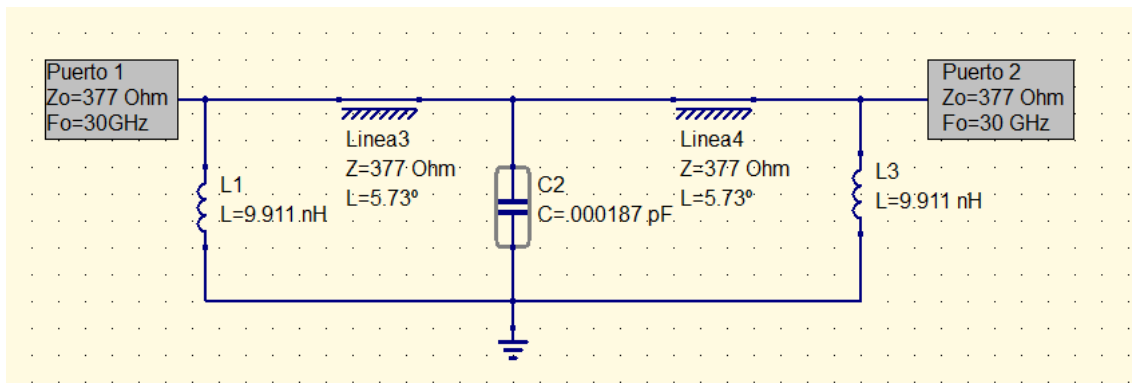 Puerto 1
Zo=377 Ohm
Fo=30GHz
Puerto 2
Zo=377 Ohm
Fo=30 GHz
Linea3
Z=377 Ohm
L=5.73º
Linea4
Z=377 Ohm
L=5.73º
L1
L=9.911 nH
C2
C=.000187 pF
L3
L=9.911 nH